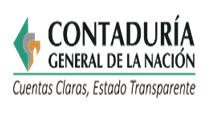 CONTADURÍA
GENERAL DE LA NACIÓN
Cuentas Claras, Estado Transparente